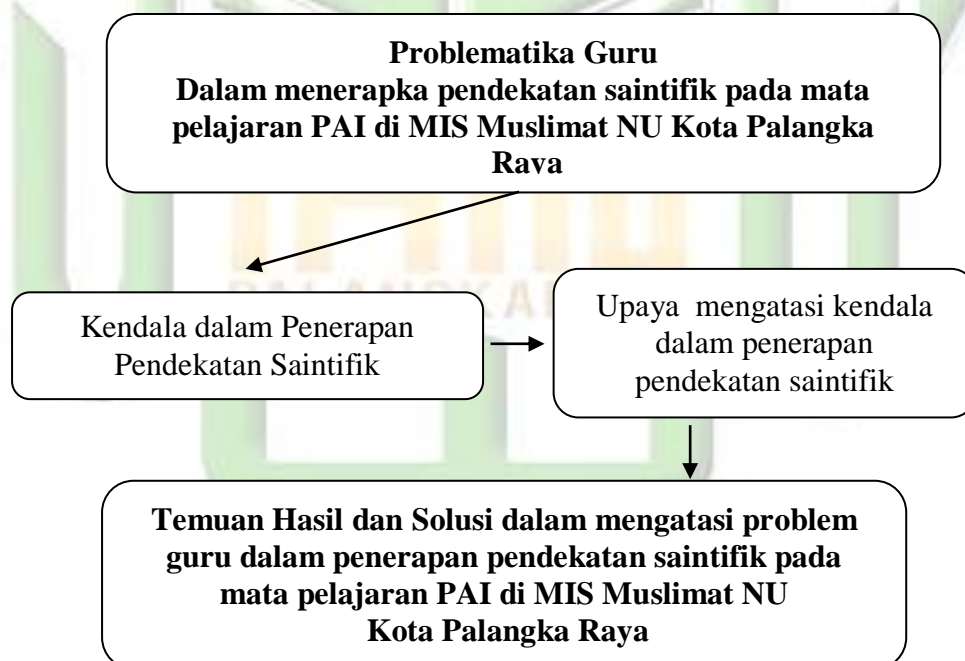 Problematika Guru
Dalam menerapka pendekatan saintifik pada mata
pelajaran PAI di MIS Muslimat NU Kota Palangka
Raya
Kendala dalam Penerapan
Pendekatan Saintifik
Upaya mengatasi kendala
dalam penerapan
pendekatan saintifik
Temuan Hasil dan Solusi dalam mengatasi problem
guru dalam penerapan pendekatan saintifik pada
mata pelajaran PAI di MIS Muslimat NU
Kota Palangka Raya